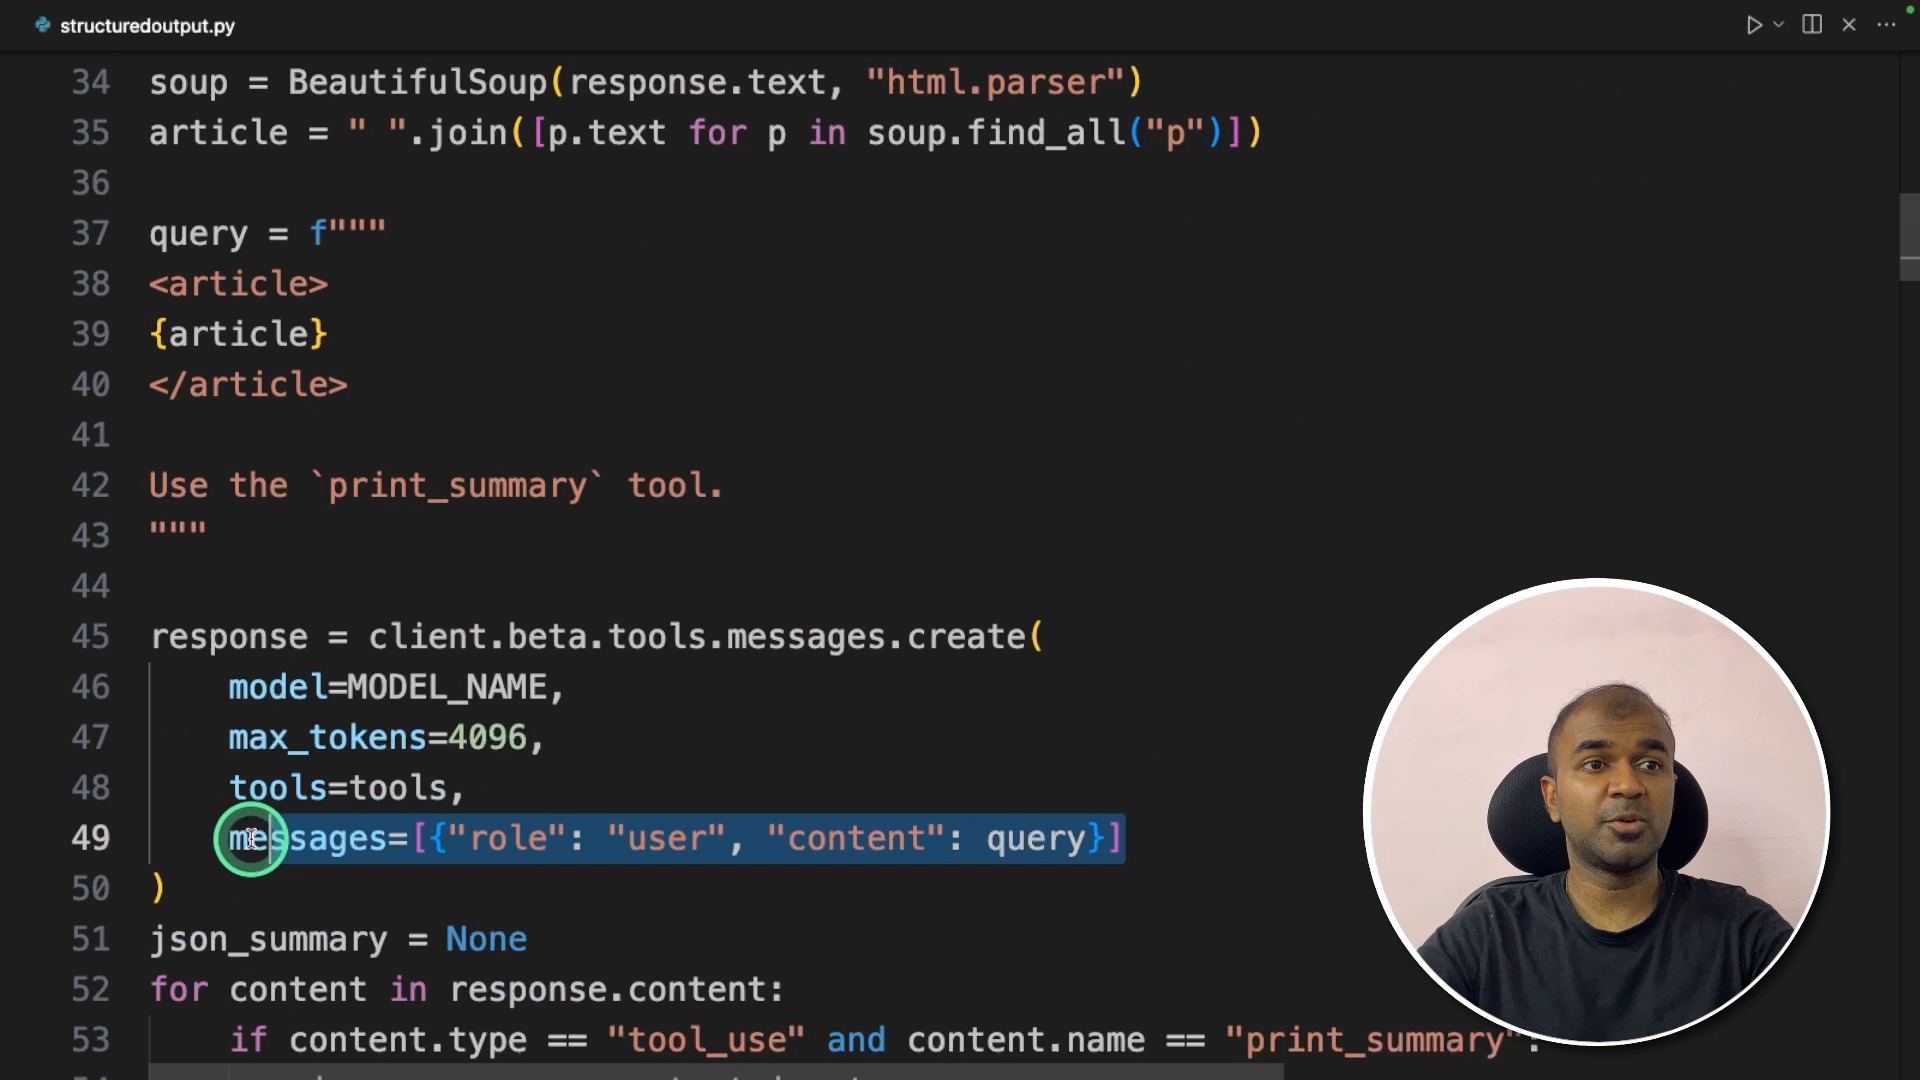 structuredoutput.py
34 soup = BeautifulSoup(response.text, "html.parser")
35 article = " ".join([p.text for p in soup.find_all("p")])
36
37 query = f"""
38 <article>
39 {article}
40 </article>
41
42 Use the `print_summary` tool.
43 """
44
45 response = client.beta.tools.messages.create(
46 model=MODEL_NAME,
47 max_tokens=4096,
48 tools=tools,
49 messages=[{"role": "user", "content": query}]
50 )
51 json_summary = None
52 for content in response.content:
53 if content.type == "tool_use" and content.name == "print_summary":